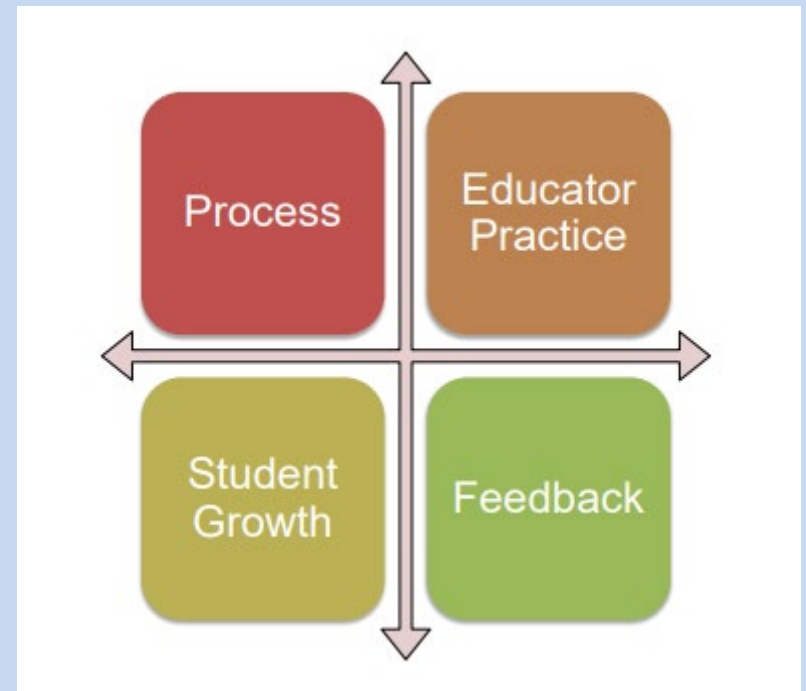 Process
Educator
Practice
Student
Growth
Feedback